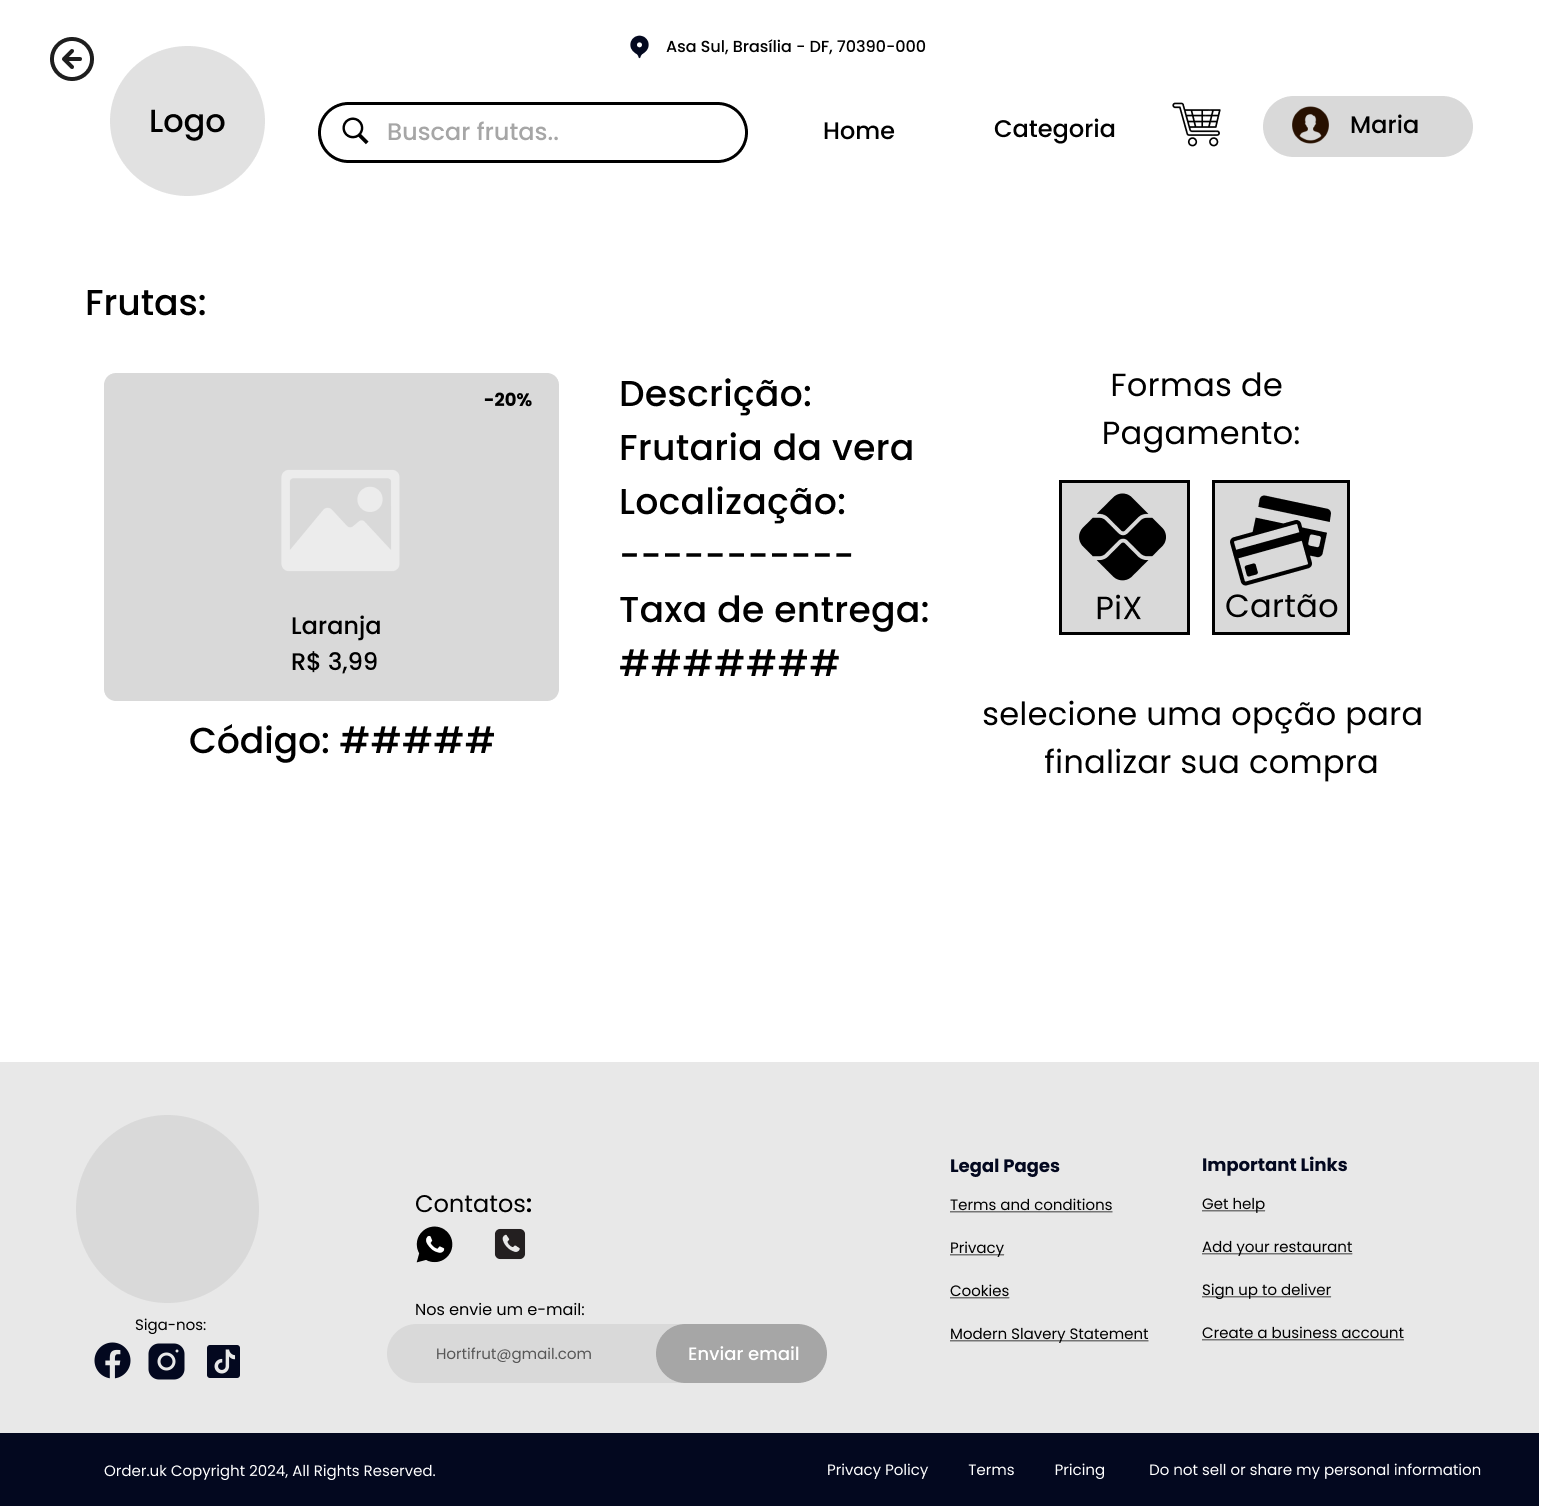 Asa Sul, Brasília - DF, 70390-000
Logo
Buscar frutas..
Home
Categoria
Maria
Frutas:
-20%
Laranja
R$ 3,99
Código: #####
Descrição:
Frutaria da vera
Localização:
-----------
Taxa de entrega:
#######
Formas de
Pagamento:
PiX
Cartão
selecione uma opção para
finalizar sua compra
Siga-nos:
Contatos:
Nos envie um e-mail:
Hortifrut@gmail.com
Enviar email
Legal Pages
Terms and conditions
Privacy
Cookies
Modern Slavery Statement
Important Links
Get help
Add your restaurant
Sign up to deliver
Create a business account
Order.uk Copyright 2024, All Rights Reserved.
Privacy Policy
Terms
Pricing
Do not sell or share my personal information